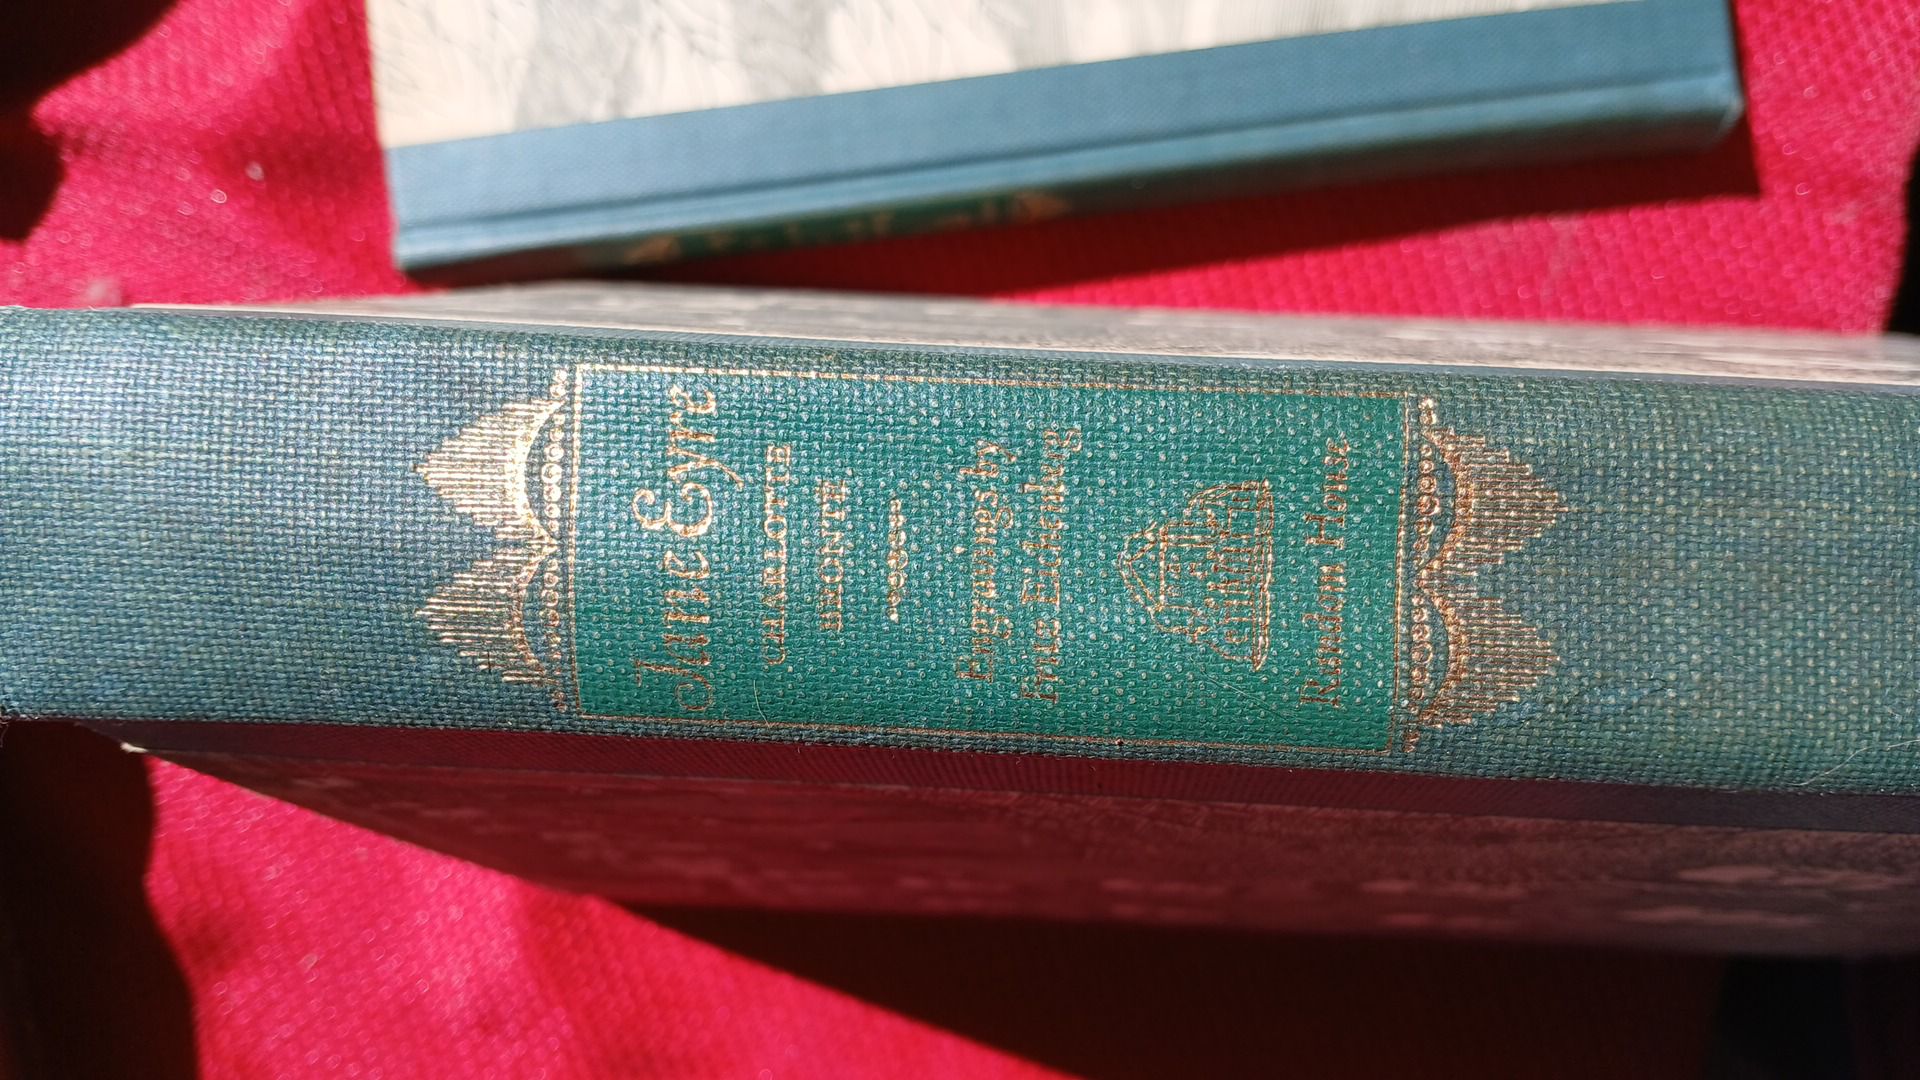 Jane Eyre
CHARLOTTE
BRONTË
Engravings by
Fritz Eichenberg
Random House